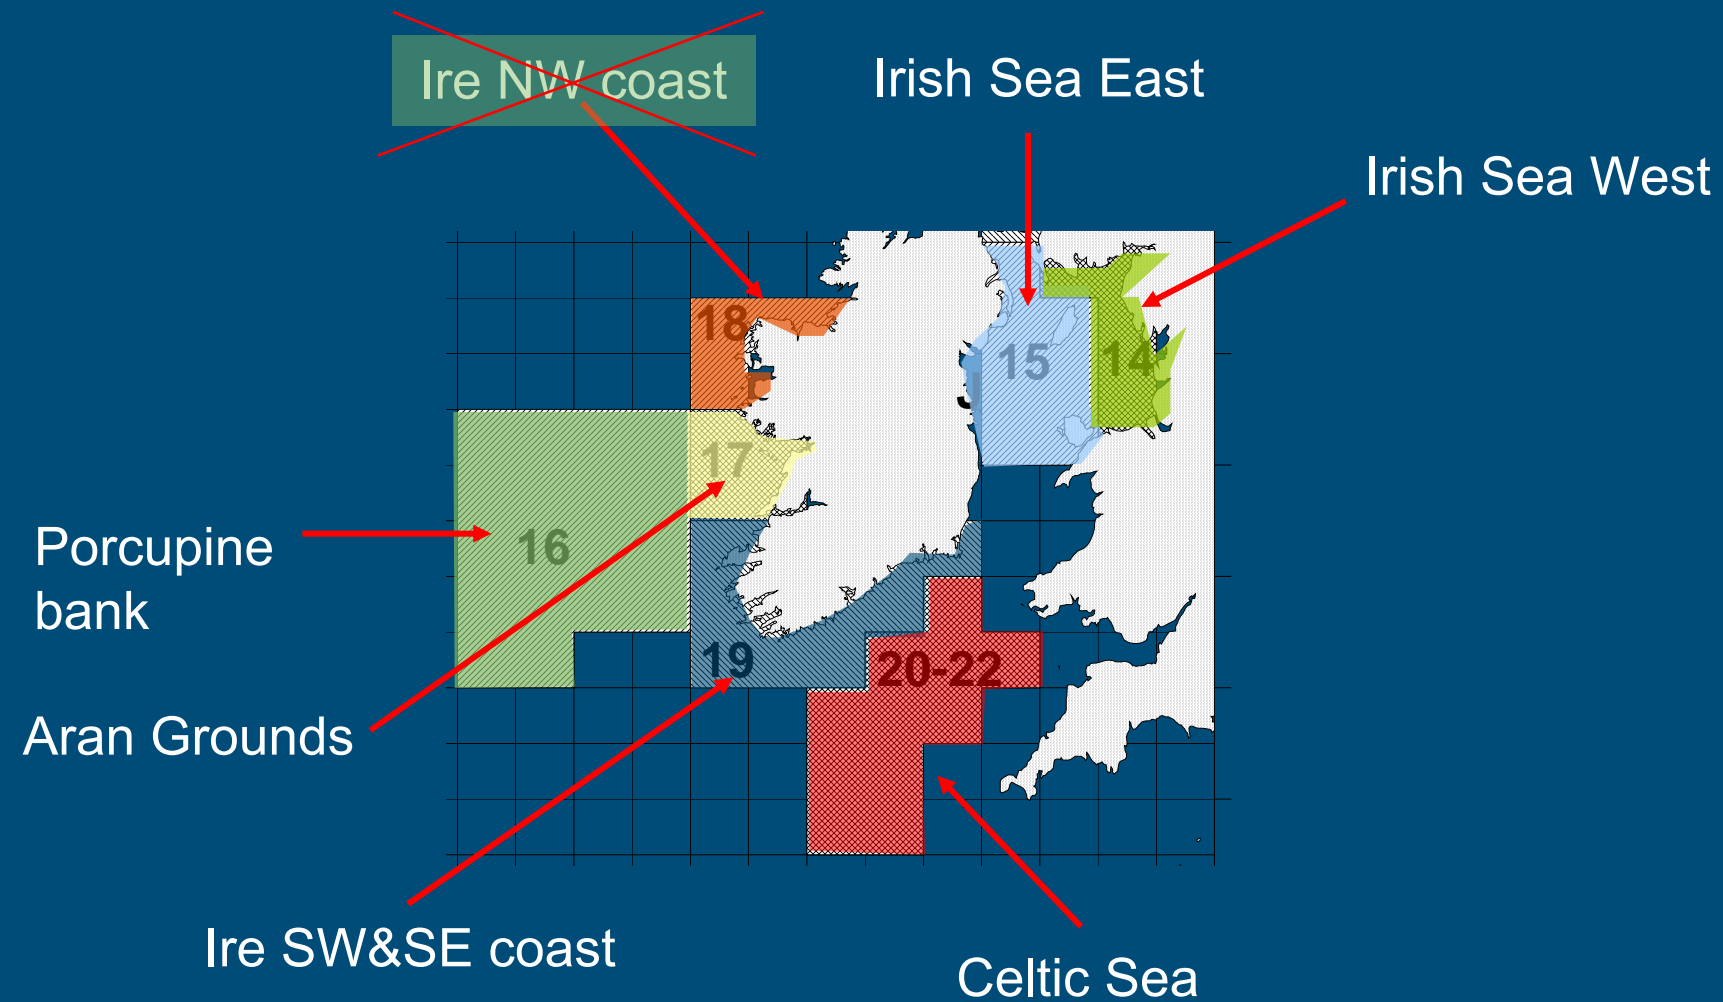 Ire NW coast
Irish Sea East
Irish Sea West
18
15
14
J
17
16
Porcupine
bank
19
20-22
Aran Grounds
Ire SW&SE coast
Celtic Sea